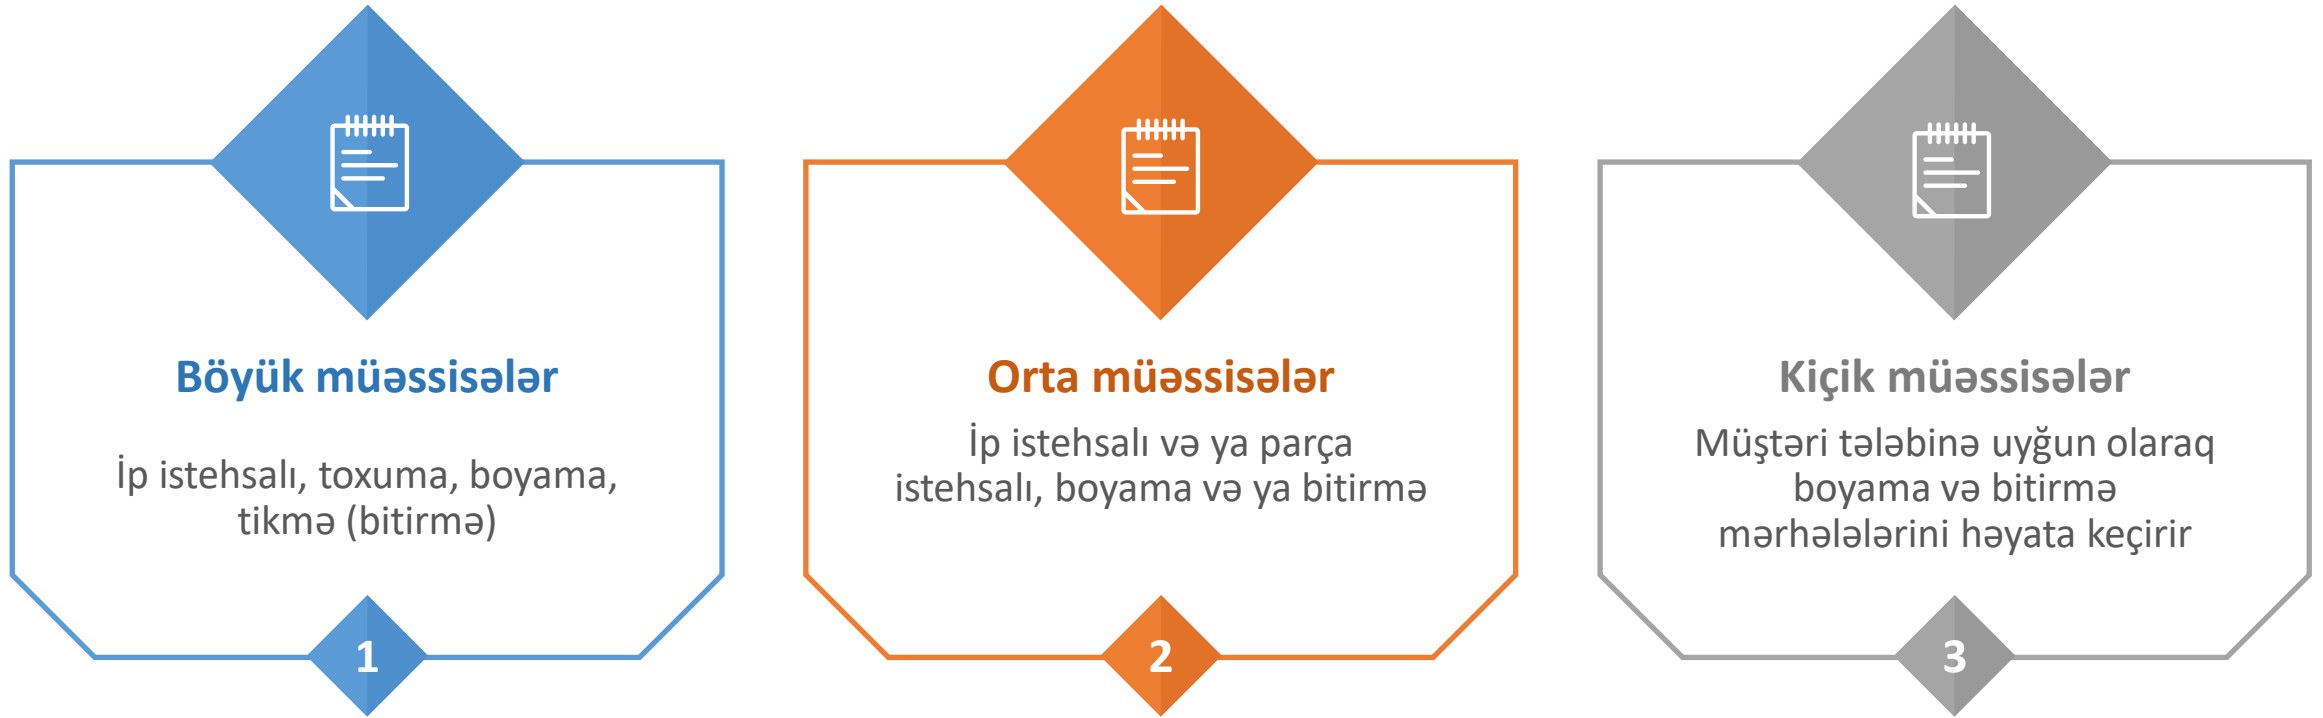 Böyük müəssisələr
İp istehsalı, toxuma, boyama,
tikmə (bitirmə)
1
Orta müəssisələr
İp istehsalı və ya parça
istehsalı, boyama və ya bitirmə
2
Kiçik müəssisələr
Müştəri tələbinə uyğun olaraq
boyama və bitirmə
mərhələlərini həyata keçirir
3